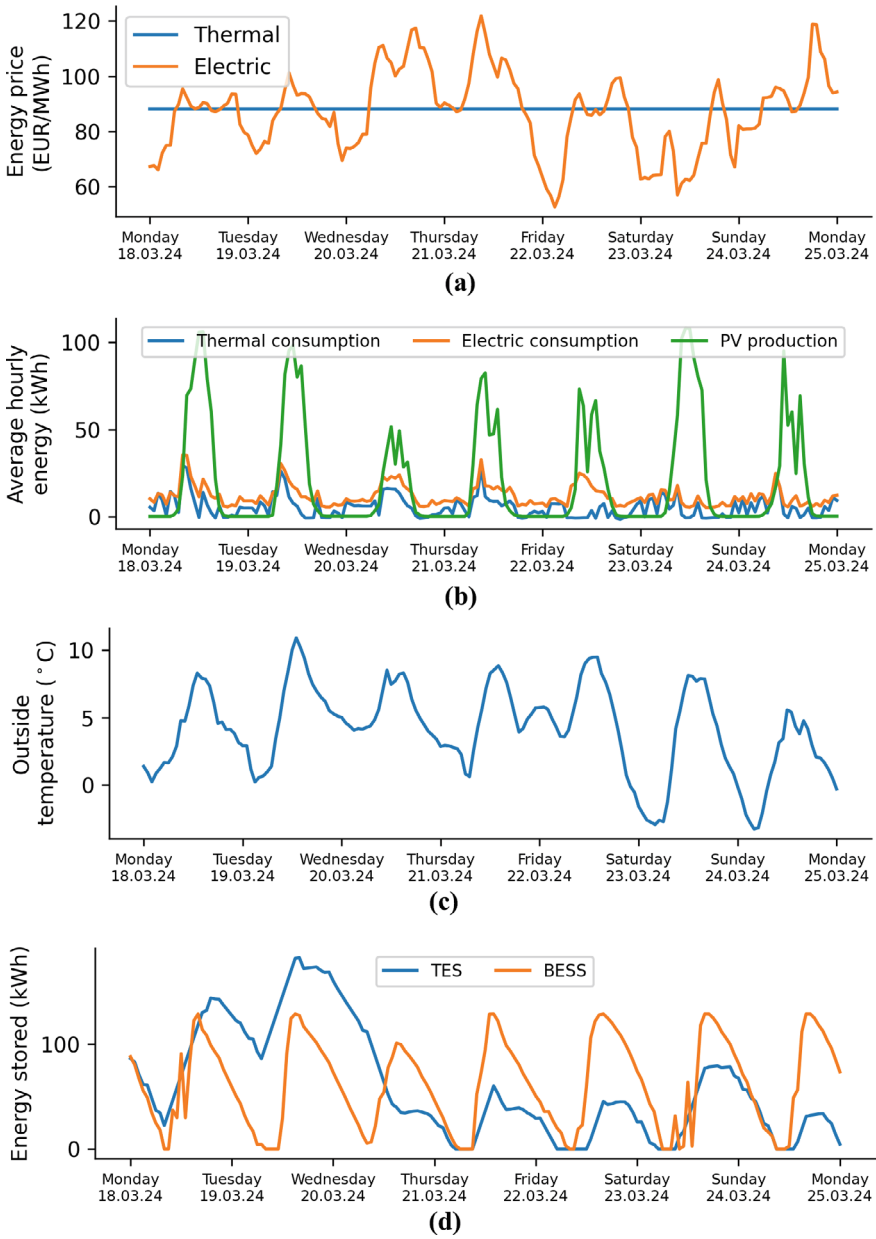 Energy price
(EUR/MWh)
120
100
80
60
Thermal
Electric
Monday Tuesday Wednesday Thursday Friday Saturday Sunday Monday
18.03.24 19.03.24 20.03.24 21.03.24 22.03.24 23.03.24 24.03.24 25.03.24
(a)
Average hourly
energy (kWh)
100
50
0
Thermal consumption Electric consumption PV production
Monday Tuesday Wednesday Thursday Friday Saturday Sunday Monday
18.03.24 19.03.24 20.03.24 21.03.24 22.03.24 23.03.24 24.03.24 25.03.24
(b)
Outside
temperature (°C)
10
5
0
Monday Tuesday Wednesday Thursday Friday Saturday Sunday Monday
18.03.24 19.03.24 20.03.24 21.03.24 22.03.24 23.03.24 24.03.24 25.03.24
(c)
Energy stored (kWh)
100
0
TES BESS
Monday Tuesday Wednesday Thursday Friday Saturday Sunday Monday
18.03.24 19.03.24 20.03.24 21.03.24 22.03.24 23.03.24 24.03.24 25.03.24
(d)